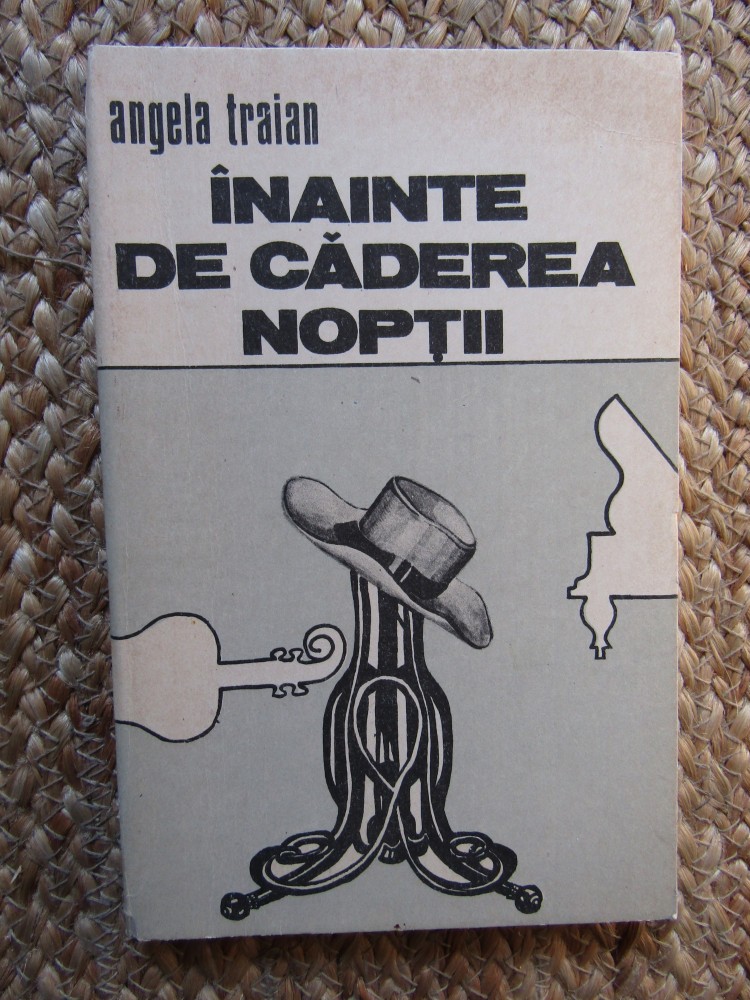 angela traian
ÎNAINTE
DE CĂDEREA
NOPȚII